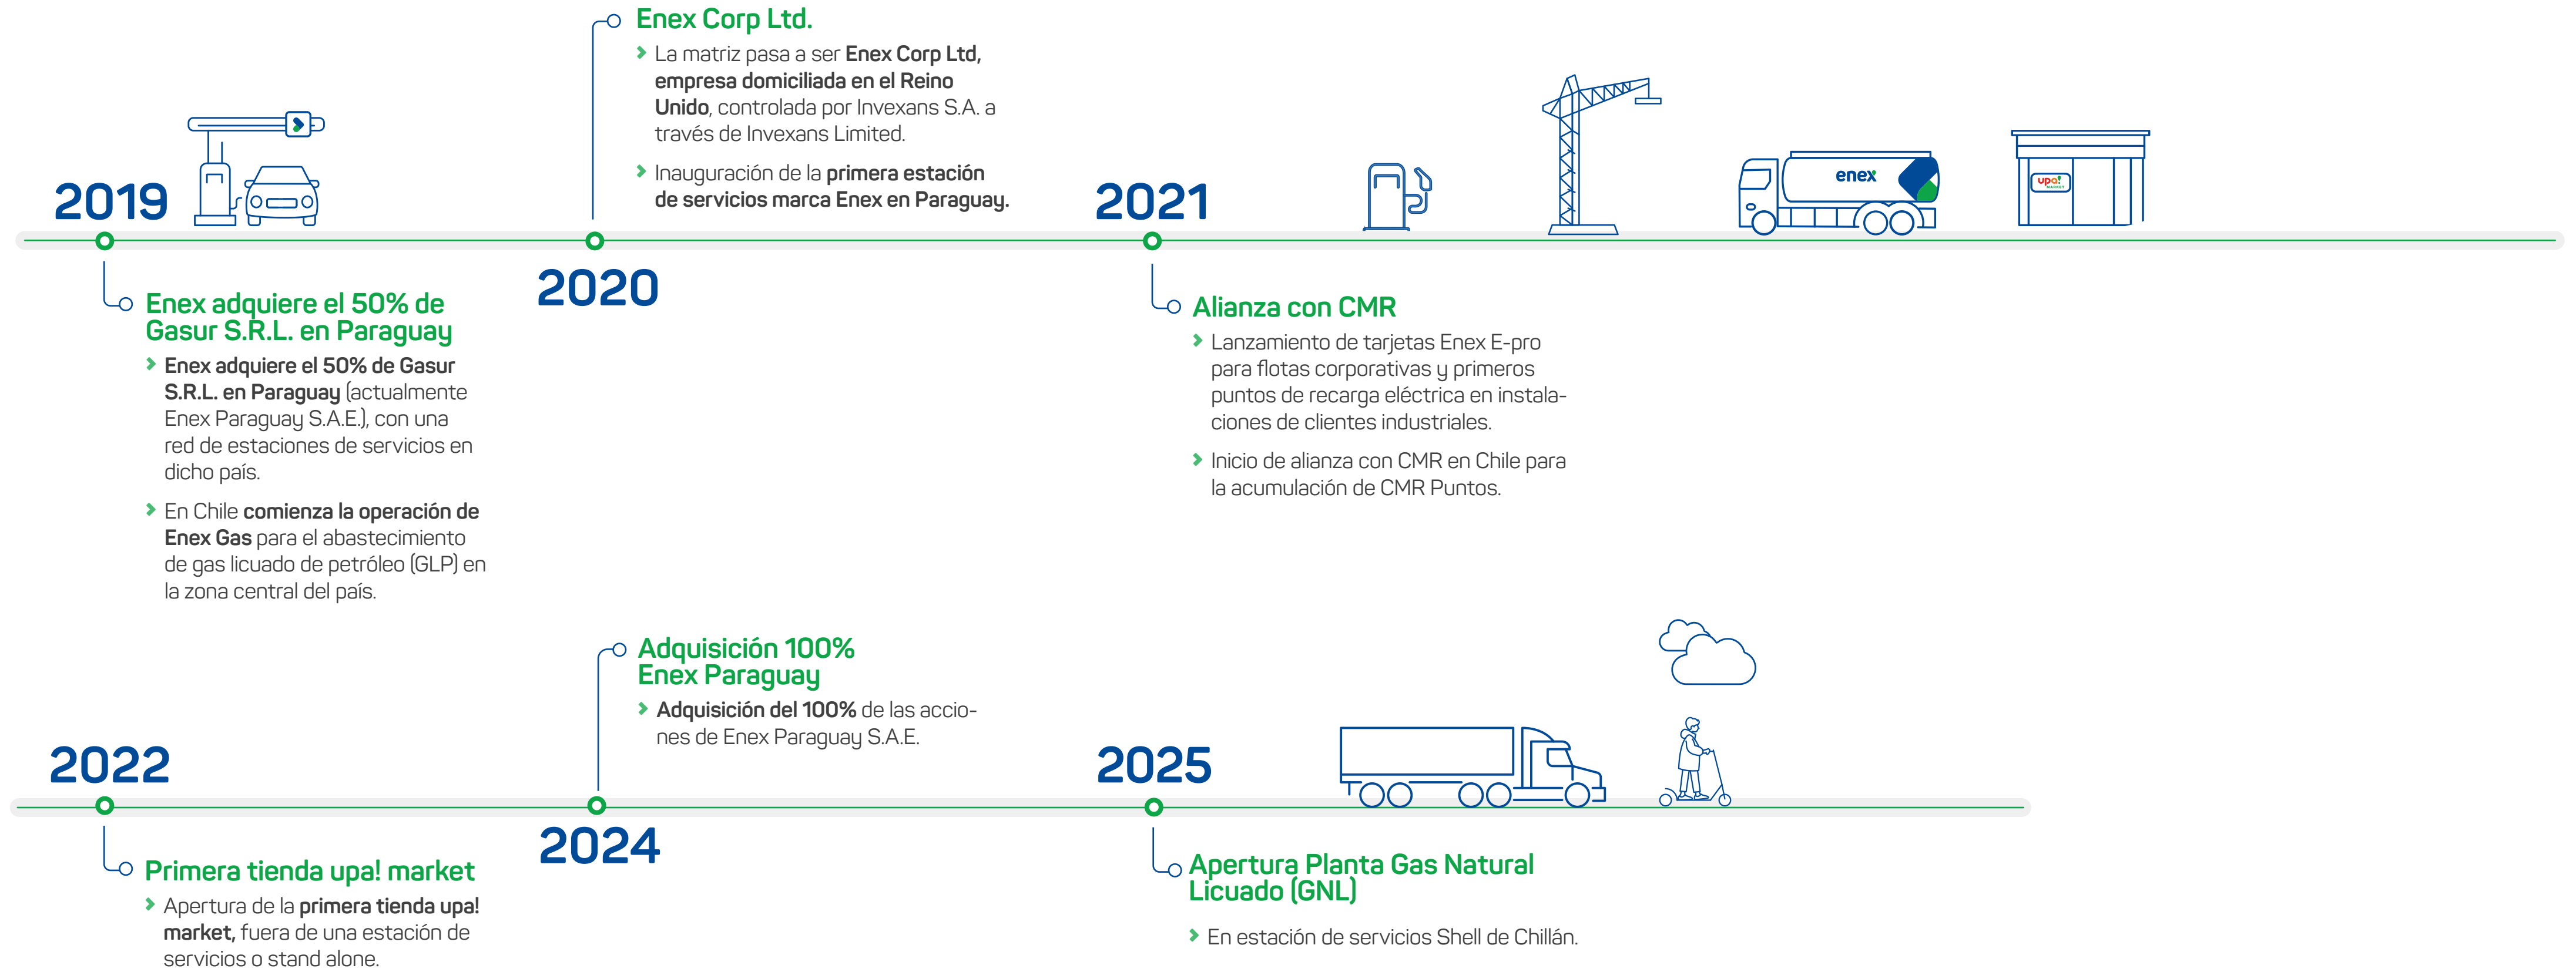 2019
Enex adquiere el 50% de
Gasur S.R.L. en Paraguay
Enex adquiere el 50% de Gasur
S.R.L. en Paraguay (actualmente
Enex Paraguay S.A.E.), con una
red de estaciones de servicios en
dicho país.
En Chile comienza la operación de
Enex Gas para el abastecimiento
de gas licuado de petróleo (GLP) en
la zona central del país.
2020
Enex Corp Ltd.
La matriz pasa a ser Enex Corp Ltd,
empresa domiciliada en el Reino
Unido, controlada por Invexans S.A. a
través de Invexans Limited.
Inauguración de la primera estación
de servicios marca Enex en Paraguay.
2021
Alianza con CMR
Lanzamiento de tarjetas Enex E-pro
para flotas corporativas y primeros
puntos de recarga eléctrica en instala-
ciones de clientes industriales.
Inicio de alianza con CMR en Chile para
la acumulación de CMR Puntos.
enex
upa!
MARKET
2022
Primera tienda upa! market
Apertura de la primera tienda upa!
market, fuera de una estación de
servicios o stand alone.
2024
Adquisición 100%
Enex Paraguay
Adquisición del 100% de las accio-
nes de Enex Paraguay S.A.E.
2025
Apertura Planta Gas Natural
Licuado (GNL)
En estación de servicios Shell de Chillán.